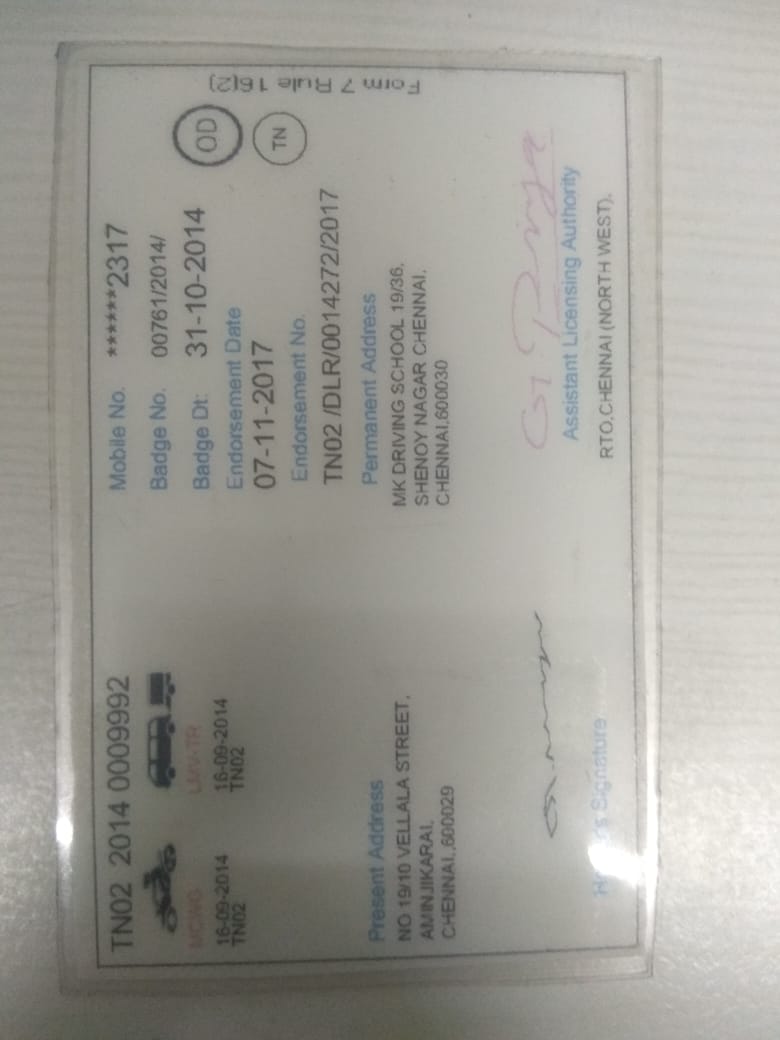 TN02 2014 0009992
MCWG
16-09-2014
TN02
LMV-TR
16-09-2014
TN02
Mobile No. ******2317
Badge No. 00761/2014/
Badge Dt: 31-10-2014
Endorsement Date
07-11-2017
Endorsement No.
TN02 /DLR/0014272/2017
OD
TN
Form 7 Rule 16(2)
Present Address
NO 19/10 VELLALA STREET,
AMINJIKARAI,
CHENNAI,,600029
Permanent Address
MK DRIVING SCHOOL 19/36,
SHENOY NAGAR CHENNAI,
CHENNAI,600030
Holder's Signature
Assistant Licensing Authority
RTO,CHENNAI (NORTH WEST),